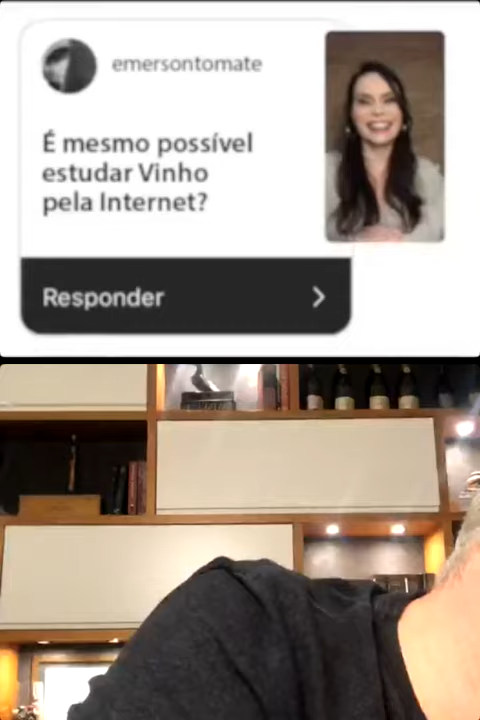 emersontomate
É mesmo possível
estudar Vinho
pela Internet?
Responder